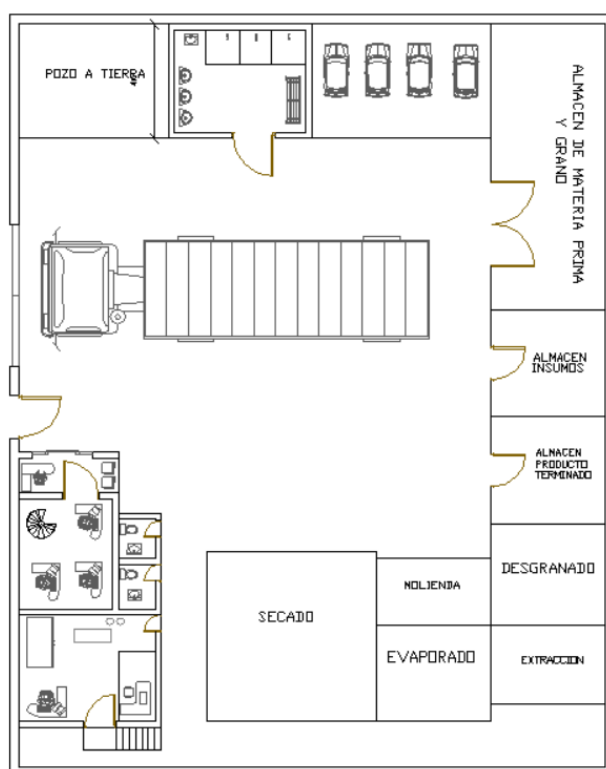 POZO A TIERRA
ALMACEN DE MATERIA PRIMA
Y GRANO
ALMACEN
INSUMOS
ALMACEN
PRODUCTO
TERMINADO
DESGRANADO
MOLIENDA
SECADO
EVAPORADO
EXTRACCION